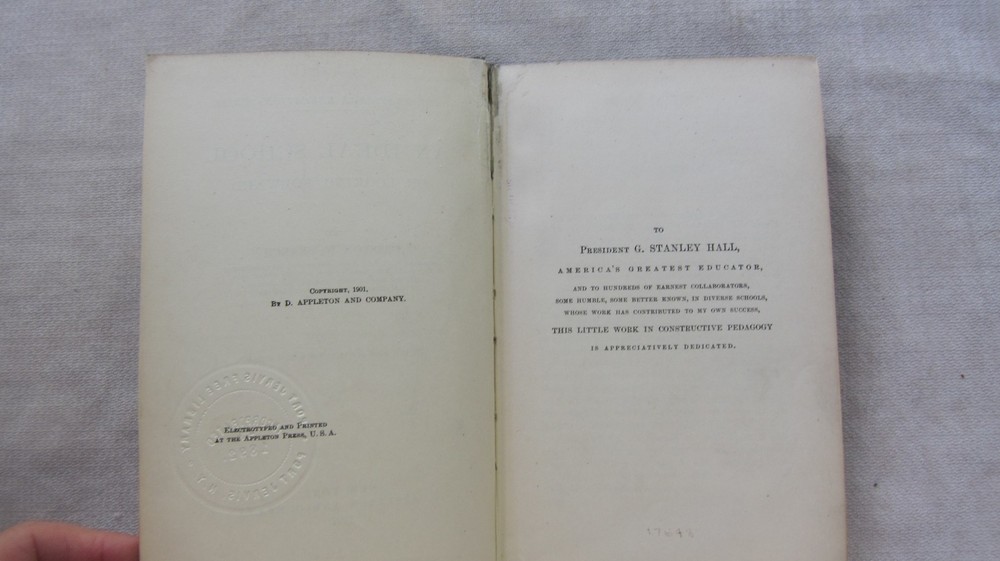 Copyright, 1901,
By D. APPLETON AND COMPANY.
Electrotyped and Printed
at the Appleton Press, U. S. A.
TO
President G. STANLEY HALL,
AMERICA'S GREATEST EDUCATOR,
AND TO HUNDREDS OF EARNEST COLLABORATORS,
SOME HUMBLE, SOME BETTER KNOWN, IN DIVERSE SCHOOLS,
WHOSE WORK HAS CONTRIBUTED TO MY OWN SUCCESS,
THIS LITTLE WORK IN CONSTRUCTIVE PEDAGOGY
IS APPRECIATIVELY DEDICATED.